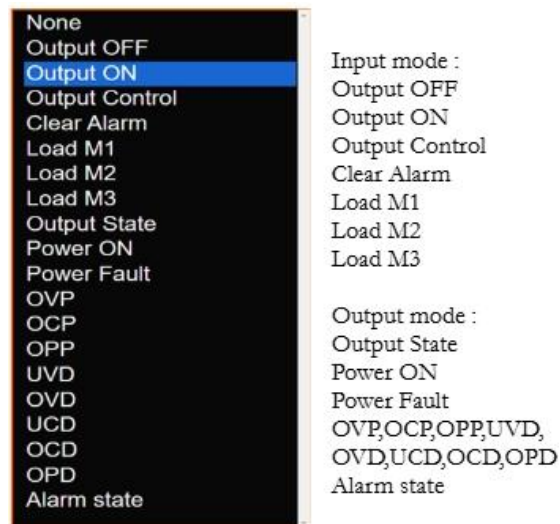 None
Output OFF
Output ON
Output Control
Clear Alarm
Load M1
Load M2
Load M3
Output State
Power ON
Power Fault
OVP
OCP
OPP
UVD
OVD
UCD
OCD
OPD
Alarm state
Input mode :
Output OFF
Output ON
Output Control
Clear Alarm
Load M1
Load M2
Load M3
Output mode :
Output State
Power ON
Power Fault
OVP,OCP,OPP,UVD,
OVD,UCD,OCD,OPD
Alarm state